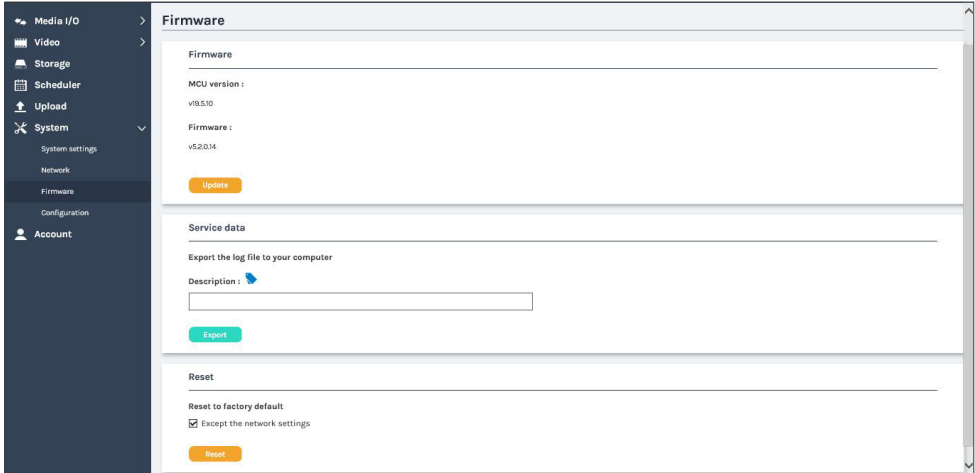 Media I/O
Video
Storage
Scheduler
Upload
System
System settings
Network
Firmware
Configuration
Account
Firmware
Firmware
MCU version :
v19.5.10
Firmware :
v5.2.0.14
Update
Service data
Export the log file to your computer
Description :
Export
Reset
Reset to factory default
Except the network settings
Reset